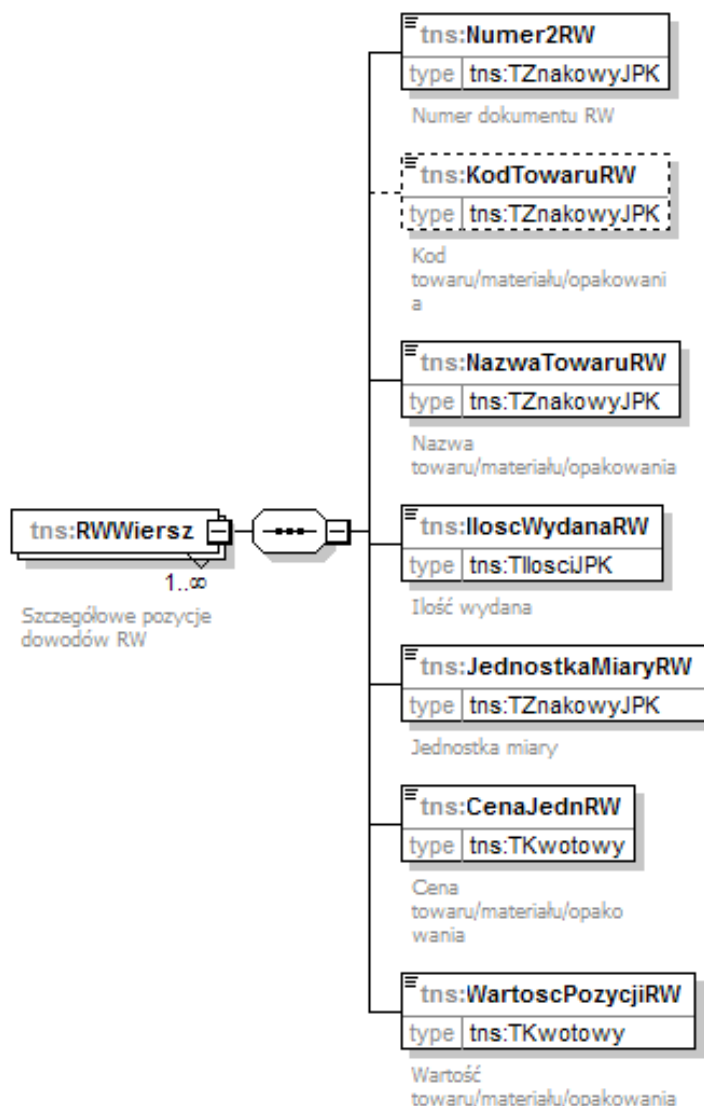 tns:Numer2RW
type tns:TZnakowyJPK
Numer dokumentu RW
tns:KodTowaruRW
type tns:TZnakowyJPK
Kod
towaru/materiału/opakowani
a
tns:NazwaTowaruRW
type tns:TZnakowyJPK
Nazwa
towaru/materiału/opakowania
tns:RWWiersz
1..∞
Szczegółowe pozycje
dowodów RW
tns:IloscWydanaRW
type tns:TIlosciJPK
Ilość wydana
tns:JednostkaMiaryRW
type tns:TZnakowyJPK
Jednostka miary
tns:CenaJednRW
type tns:TKwotowy
Cena
towaru/materiału/opako
wania
tns:WartoscPozycjiRW
type tns:TKwotowy
Wartość
towaru/materiału/opakowania